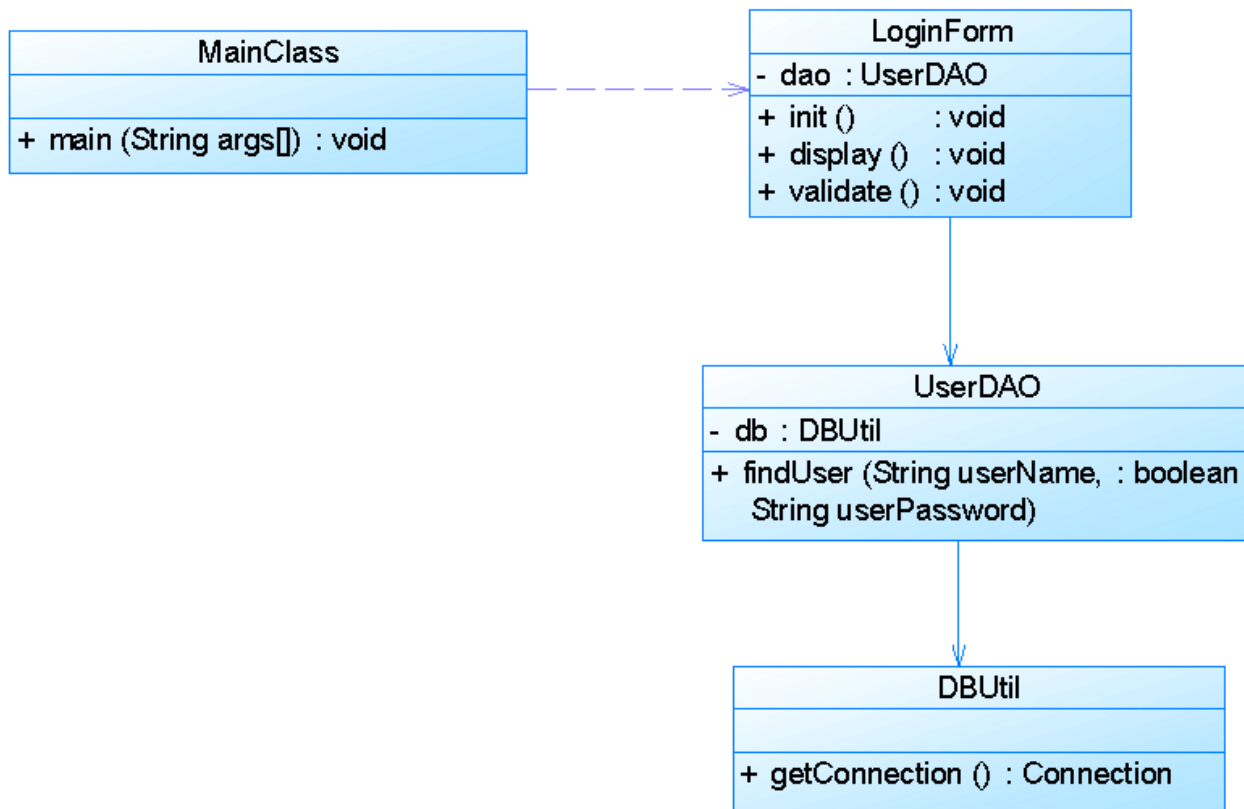 MainClass
+ main (String args[]) : void
LoginForm
- dao : UserDAO
+ init () : void
+ display () : void
+ validate () : void
UserDAO
- db : DBUtil
+ findUser (String userName, : boolean
String userPassword)
DBUtil
+ getConnection () : Connection